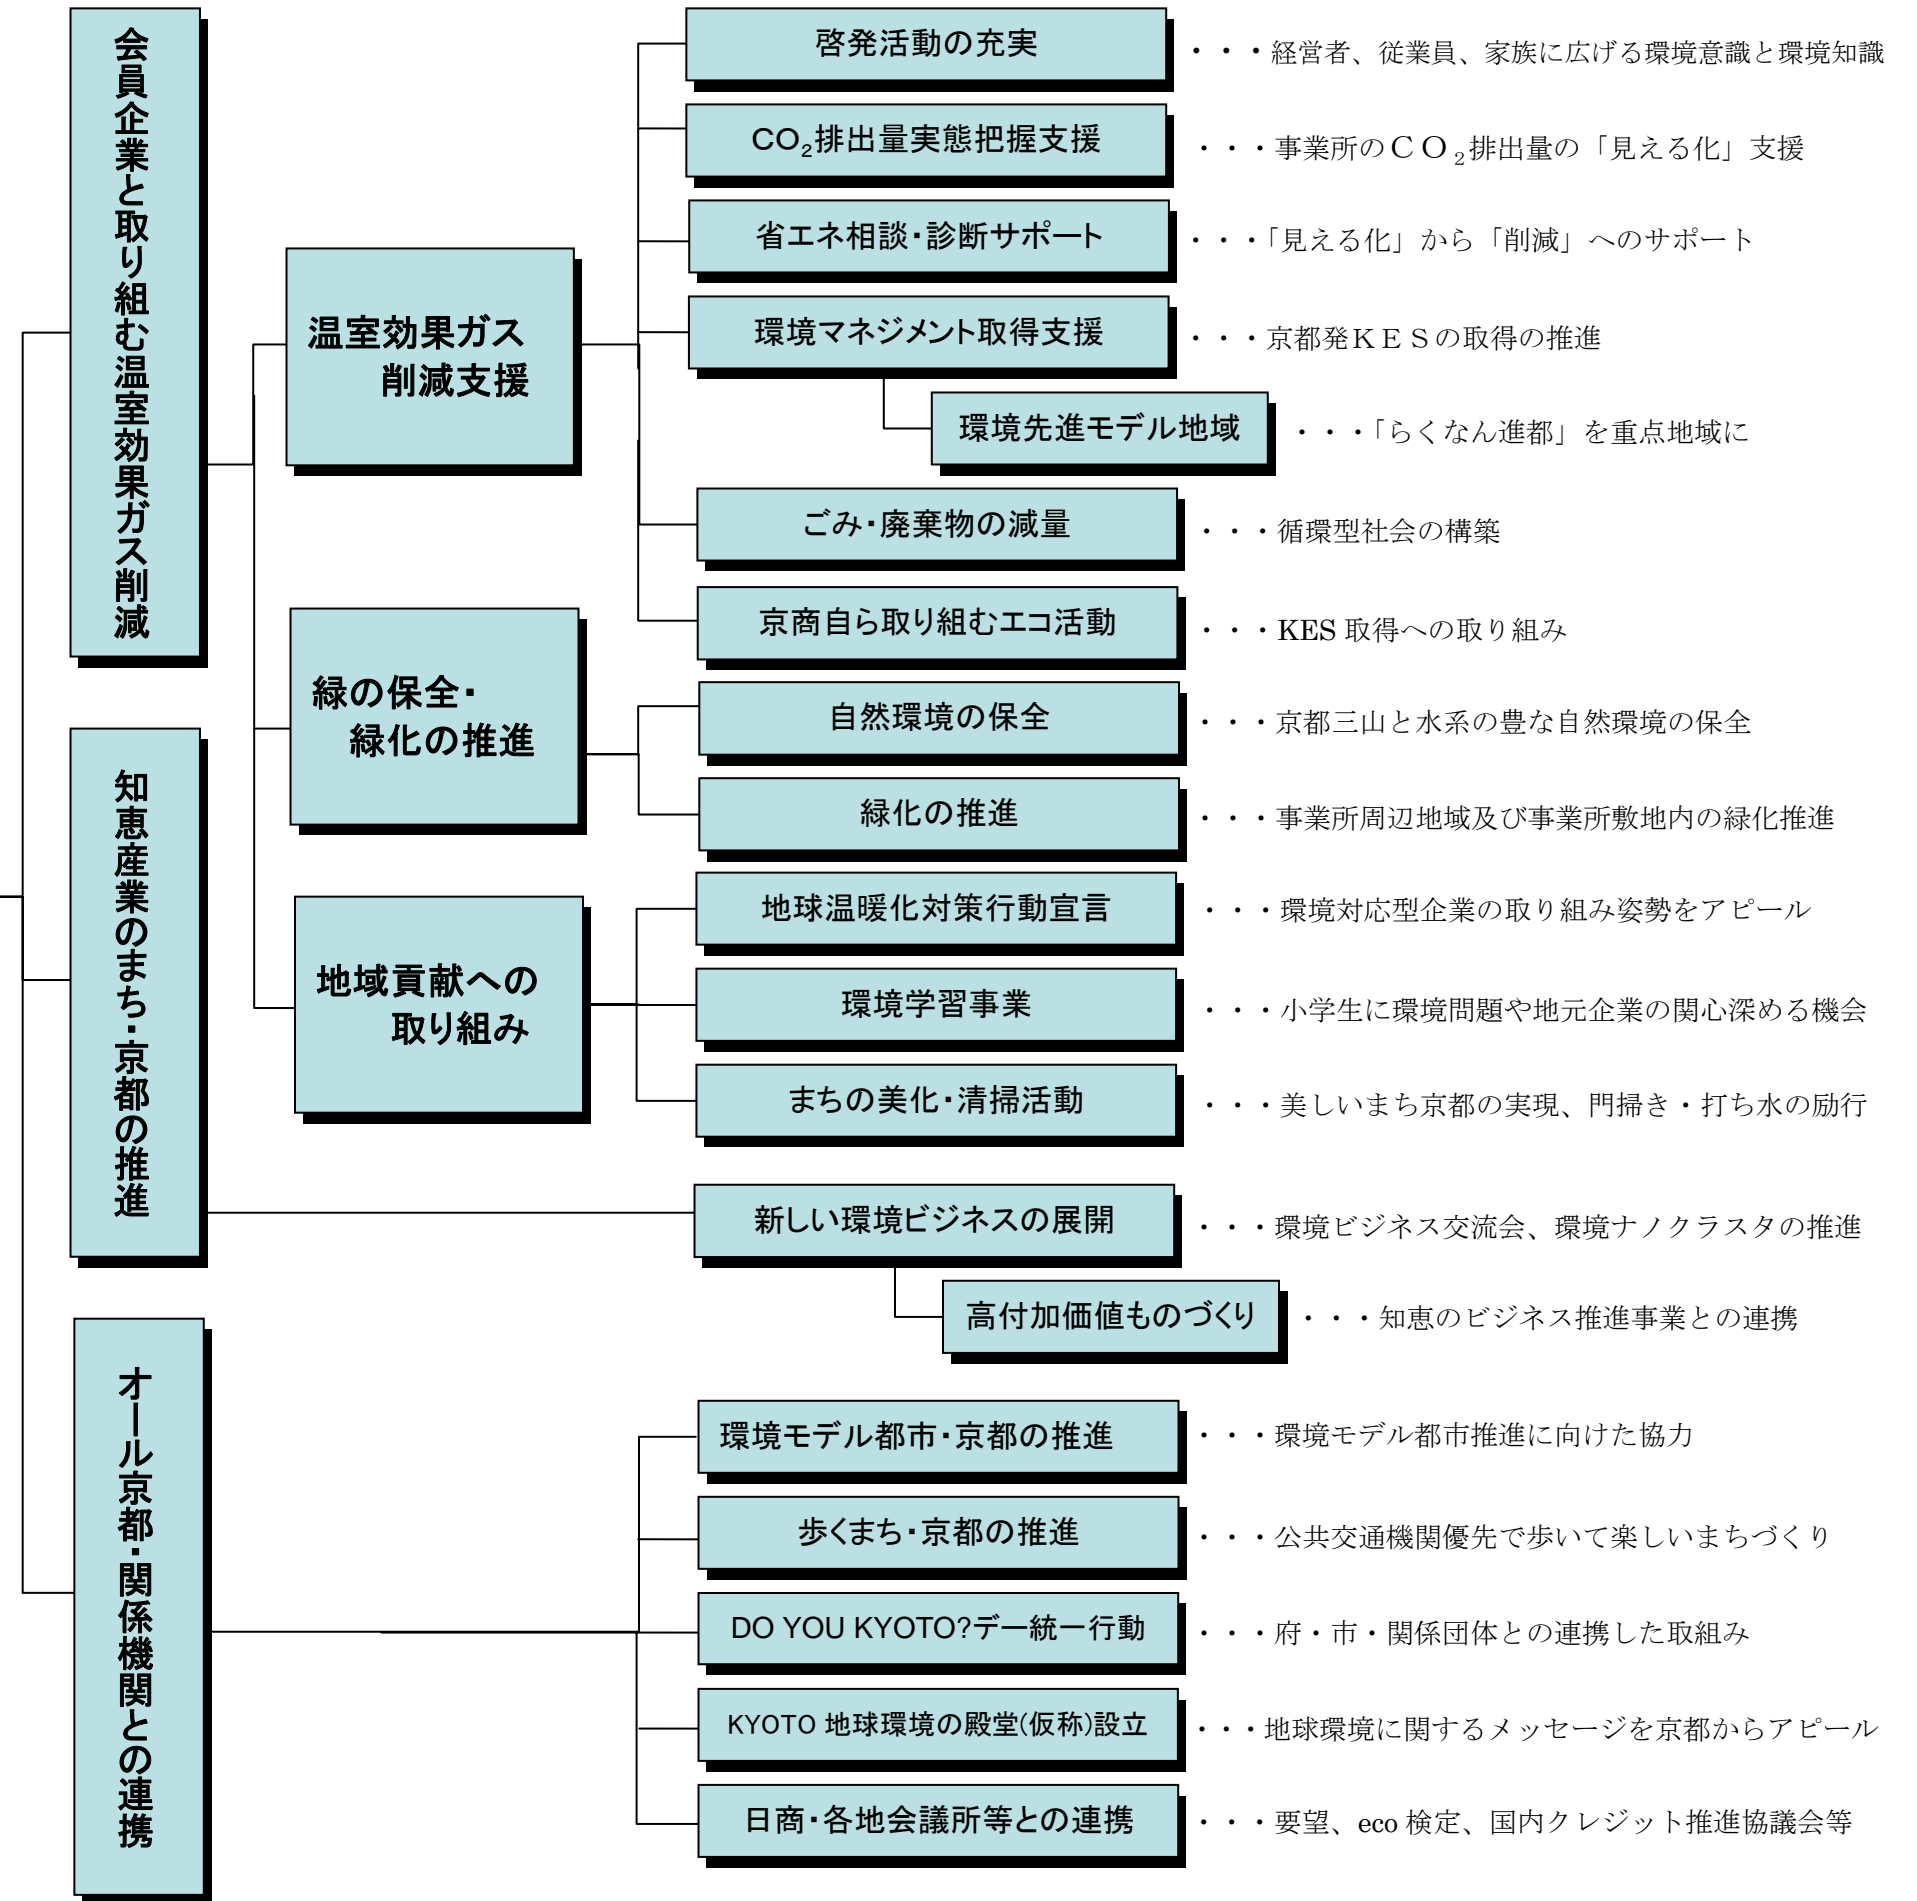 会員企業と取り組む温室効果ガス削減
温室効果ガス
削減支援
啓発活動の充実
・・・経営者、従業員、家族に広げる環境意識と環境知識
CO₂排出量実態把握支援
・・・事業所のＣＯ₂排出量の「見える化」支援
省エネ相談・診断サポート
・・・「見える化」から「削減」へのサポート
環境マネジメント取得支援
・・・京都発ＫＥＳの取得の推進
環境先進モデル地域
・・・「らくなん進都」を重点地域に
ごみ・廃棄物の減量
・・・循環型社会の構築
京商自ら取り組むエコ活動
・・・KES 取得への取り組み
緑の保全・
緑化の推進
自然環境の保全
・・・京都三山と水系の豊な自然環境の保全
緑化の推進
・・・事業所周辺地域及び事業所敷地内の緑化推進
地域貢献への
取り組み
地球温暖化対策行動宣言
・・・環境対応型企業の取り組み姿勢をアピール
環境学習事業
・・・小学生に環境問題や地元企業の関心深める機会
まちの美化・清掃活動
・・・美しいまち京都の実現、門掃き・打ち水の励行
知恵産業のまち・京都の推進
新しい環境ビジネスの展開
・・・環境ビジネス交流会、環境ナノクラスタの推進
高付加価値ものづくり
・・・知恵のビジネス推進事業との連携
オール京都・関係機関との連携
環境モデル都市・京都の推進
・・・環境モデル都市推進に向けた協力
歩くまち・京都の推進
・・・公共交通機関優先で歩いて楽しいまちづくり
DO YOU KYOTO?デー統一行動
・・・府・市・関係団体との連携した取組み
KYOTO 地球環境の殿堂(仮称)設立
・・・地球環境に関するメッセージを京都からアピール
日商・各地会議所等との連携
・・・要望、eco 検定、国内クレジット推進協議会等